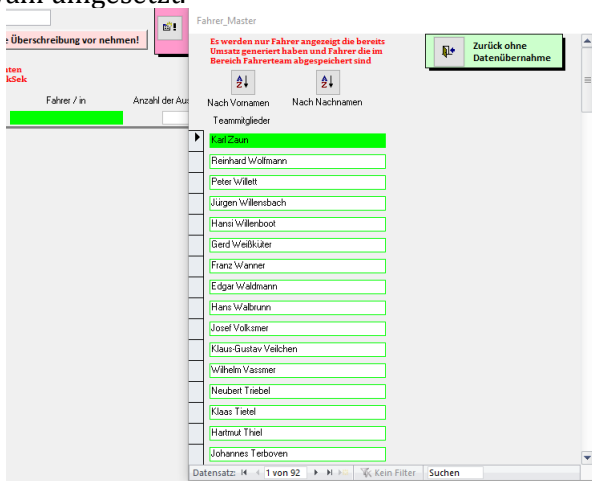 Fahrer_Master
Überschreibung vor nehmen!
Es werden nur Fahrer angezeigt die bereits
Umsatz generiert haben und Fahrer die im
Bereich Fahrerteam abgespeichert sind
Zurück ohne
Datenübernahme
Fahrer / in
Anzahl der Au
Nach Vornamen
Nach Nachnamen
Teammitglieder
Karl Zaun
Reinhard Wolfmann
Peter Willett
Jürgen Willensbach
Hansi Willenboot
Gerd Weißküter
Franz Wanner
Edgar Waldmann
Hans Walbrunn
Josef Volksmer
Klaus-Gustav Veilchen
Wilhelm Vassmer
Neubert Triebel
Klaas Tietel
Hartmut Thiel
Johannes Terboven
Datensatz: 1 von 92 Kein Filter Suchen